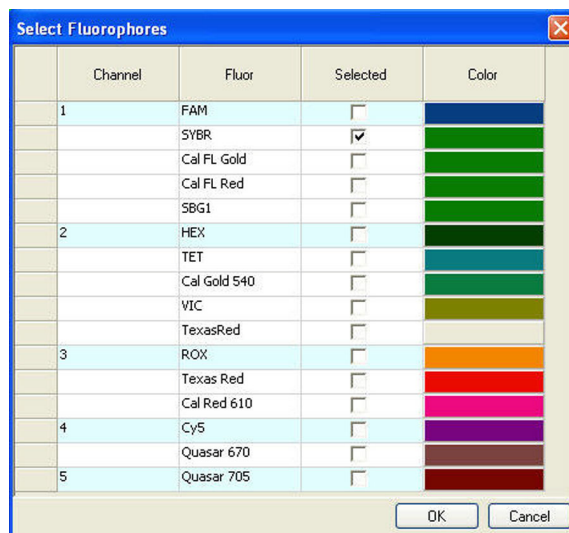 Select Fluorophores
Channel Fluor Selected Color
1 FAM
SYBR
Cal FL Gold
Cal FL Red
SBG1
2 HEX
TET
Cal Gold 540
VIC
TexasRed
3 ROX
Texas Red
Cal Red 610
4 Cy5
Quasar 670
5 Quasar 705
OK Cancel